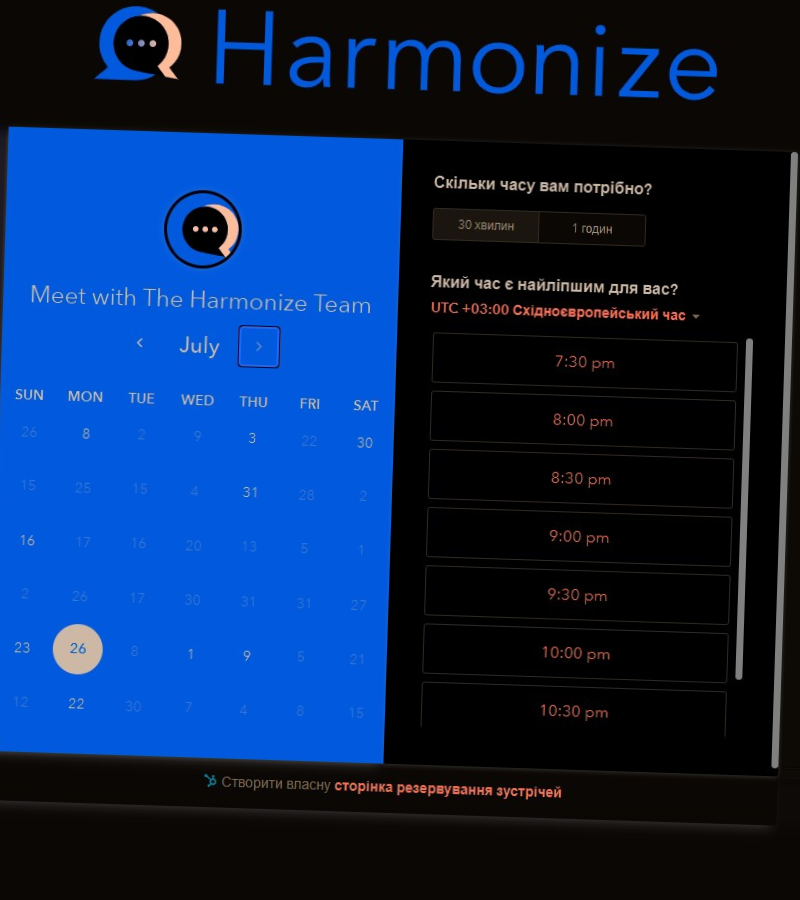 Harmonize
Meet with The Harmonize Team
July
SUN MON TUE WED THU FRI SAT
26 8 2 9 3 22 30
15 25 15 4 31 28 2
16 17 16 20 13 5 1
2 26 17 30 31 31 27
23 26 8 1 9 5 21
12 22 30 7 4 8 15
Скільки часу вам потрібно?
30 хвилин 1 годин
Який час є найліпшим для вас?
UTC +03:00 Східноєвропейський час
7:30 pm
8:00 pm
8:30 pm
9:00 pm
9:30 pm
10:00 pm
10:30 pm
Створити власну сторінка резервування зустрічей